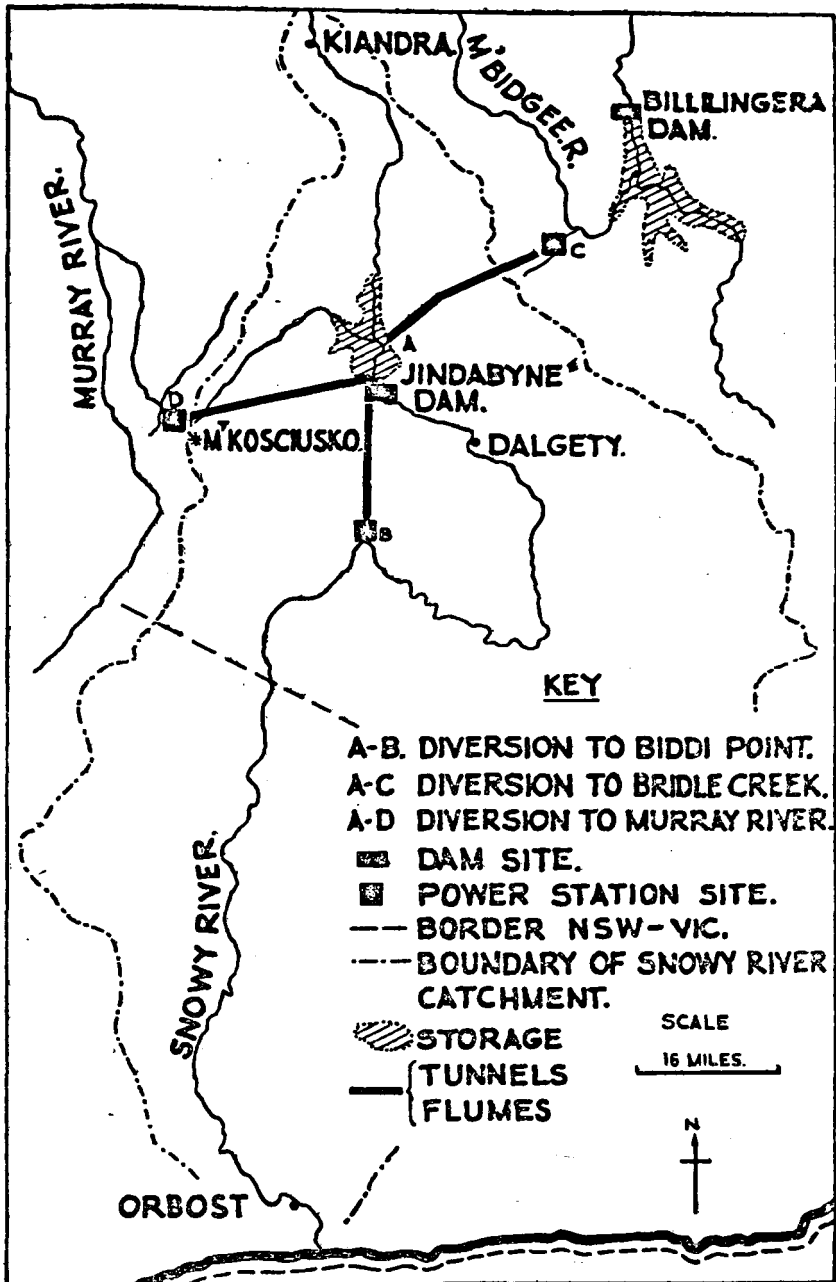 KIANDRA.
M'BIDGEE R.
BILLILINGERA
DAM.
MURRAY RIVER.
C
A
JINDABYNE
DAM.
D
MT KOSCIUSKO.
DALGETY.
B
KEY
A-B. DIVERSION TO BIDDI POINT.
A-C DIVERSION TO BRIDLE CREEK.
A-D DIVERSION TO MURRAY RIVER.
DAM SITE.
POWER STATION SITE.
BORDER NSW-VIC.
BOUNDARY OF SNOWY RIVER
CATCHMENT.
STORAGE
TUNNELS
FLUMES
SCALE
16 MILES.
N
SNOWY RIVER.
ORBOST